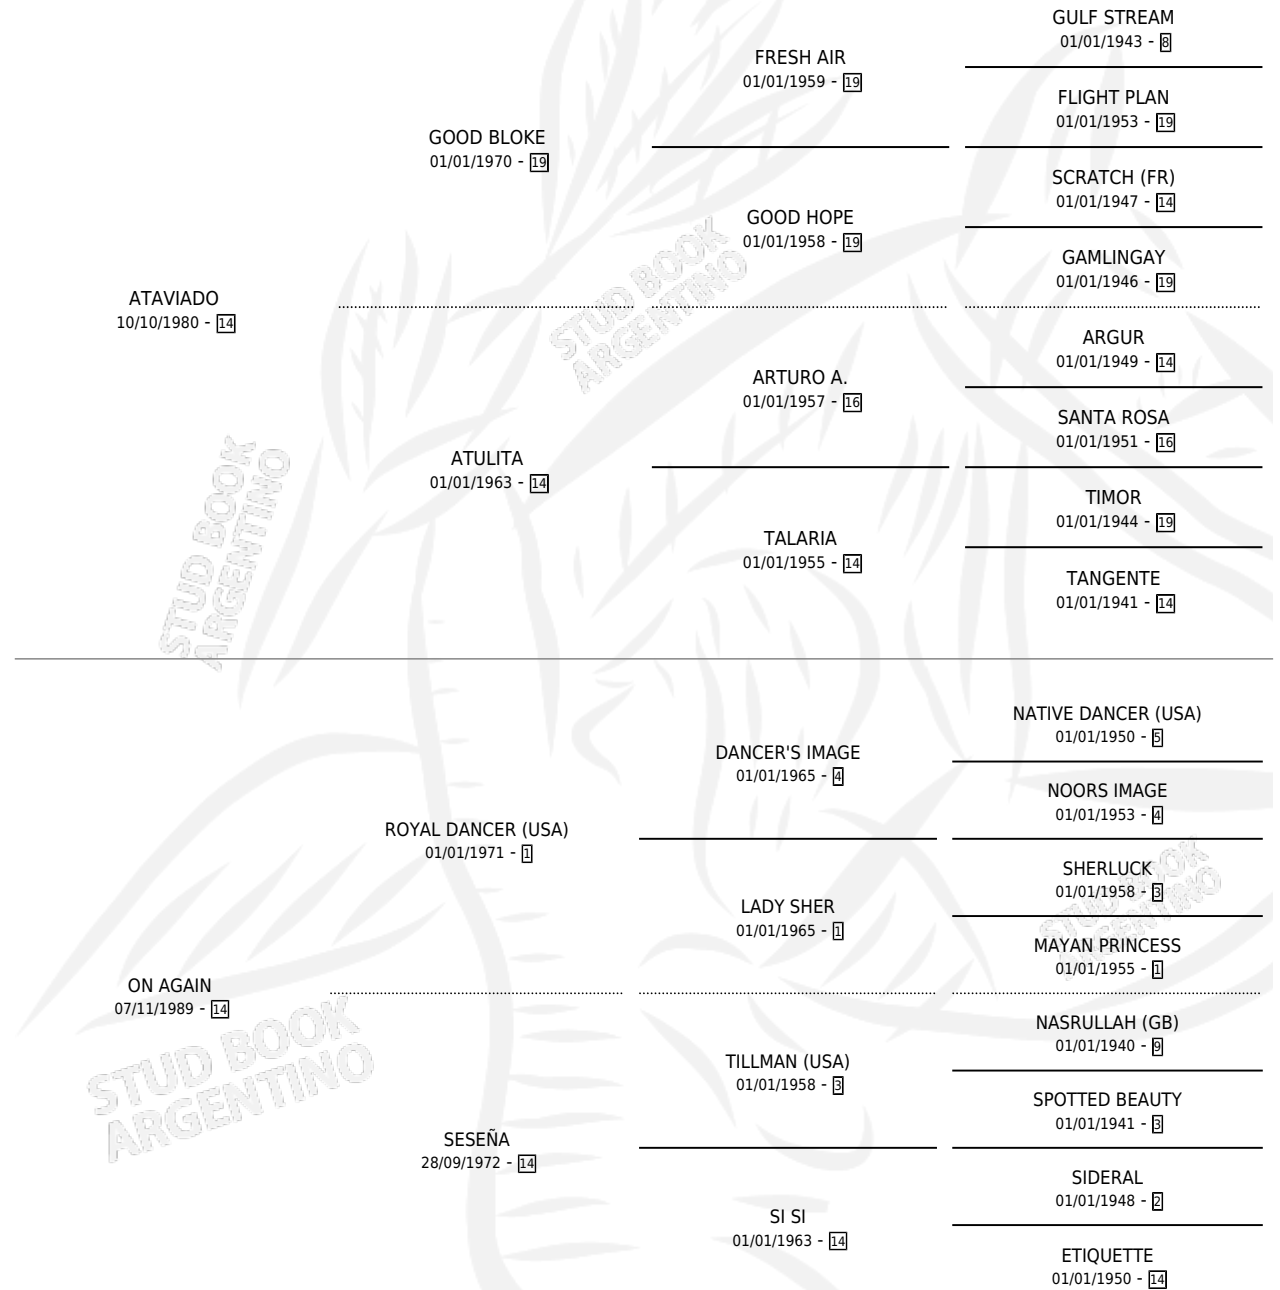 GULF STREAM
01/01/1943 - 8
FRESH AIR
01/01/1959 - 19
FLIGHT PLAN
01/01/1953 - 19
GOOD BLOKE
01/01/1970 - 19
SCRATCH (FR)
01/01/1947 - 14
GOOD HOPE
01/01/1958 - 19
GAMLINGAY
01/01/1946 - 19
ATAVIADO
10/10/1980 - 14
ARGUR
01/01/1949 - 14
ARTURO A.
01/01/1957 - 16
SANTA ROSA
01/01/1951 - 16
ATULITA
01/01/1963 - 14
TIMOR
01/01/1944 - 19
TALARIA
01/01/1955 - 14
TANGENTE
01/01/1941 - 14
STUD BOOK
ARGENTINO
STUD BOOK
ARGENTINO
NATIVE DANCER (USA)
01/01/1950 - 5
DANCER'S IMAGE
01/01/1965 - 4
NOORS IMAGE
01/01/1953 - 4
ROYAL DANCER (USA)
01/01/1971 - 1
SHERLUCK
01/01/1958 - 3
LADY SHER
01/01/1965 - 1
MAYAN PRINCESS
01/01/1955 - 1
ON AGAIN
07/11/1989 - 14
NASRULLAH (GB)
01/01/1940 - 9
TILLMAN (USA)
01/01/1958 - 3
SPOTTED BEAUTY
01/01/1941 - 3
SESEÑA
28/09/1972 - 14
SIDERAL
01/01/1948 - 2
SI SI
01/01/1963 - 14
ETIQUETTE
01/01/1950 - 14
STUD BOOK
ARGENTINO
STUD BOOK
ARGENTINO